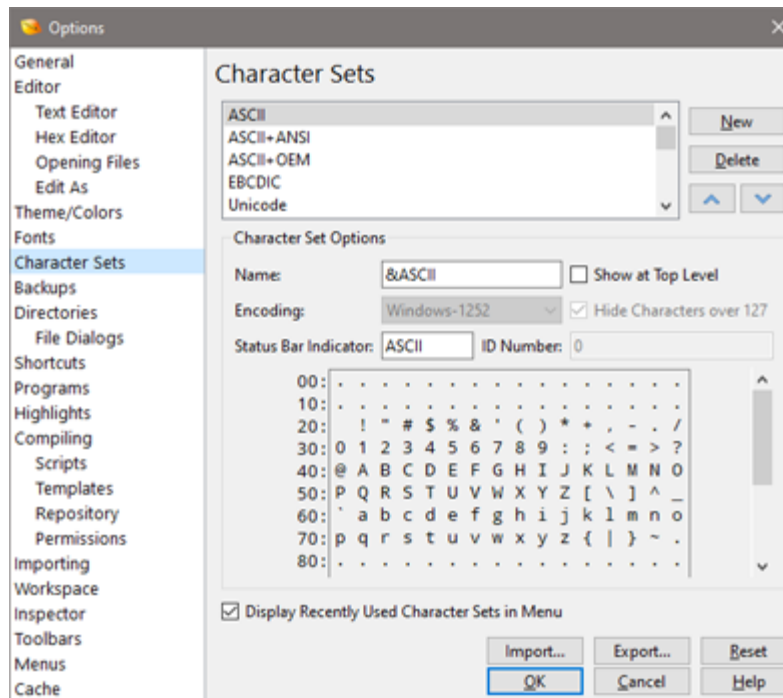 Options
General
Editor
Text Editor
Hex Editor
Opening Files
Edit As
Theme/Colors
Fonts
Character Sets
Backups
Directories
File Dialogs
Shortcuts
Programs
Highlights
Compiling
Scripts
Templates
Repository
Permissions
Importing
Workspace
Inspector
Toolbars
Menus
Cache
Character Sets
ASCII
ASCII+ANSI
ASCII+OEM
EBCDIC
Unicode
New
Delete
Character Set Options
Name: &ASCII Show at Top Level
Encoding: Windows-1252 Hide Characters over 127
Status Bar Indicator: ASCII ID Number: 0
00: . . . . . . . . . . . . . . . .
10: . . . . . . . . . . . . . . . .
20:   ! " # $ % & ' ( ) * + , - . /
30: 0 1 2 3 4 5 6 7 8 9 : ; < = > ?
40: @ A B C D E F G H I J K L M N O
50: P Q R S T U V W X Y Z [ \ ] ^ _
60: ` a b c d e f g h i j k l m n o
70: p q r s t u v w x y z { | } ~ .
80: . . . . . . . . . . . . . . . .
Display Recently Used Character Sets in Menu
Import... Export... Reset
OK Cancel Help